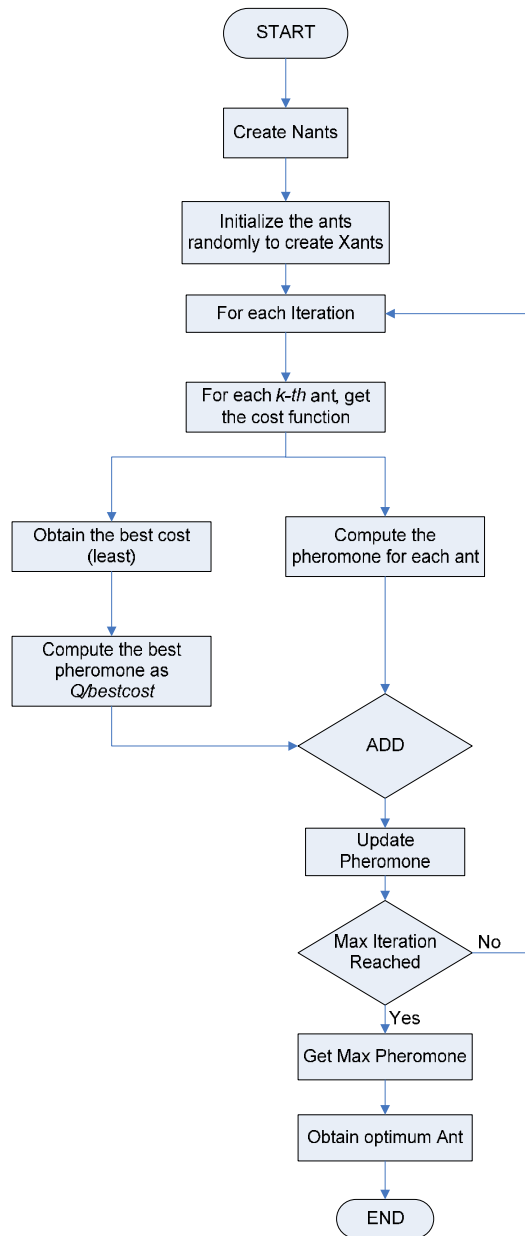 START
Create Nants
Initialize the ants
randomly to create Xants
For each Iteration
For each k-th ant, get
the cost function
Obtain the best cost
(least)
Compute the
pheromone for each ant
Compute the best
pheromone as
Q/bestcost
ADD
Update
Pheromone
Max Iteration
Reached
No
Yes
Get Max Pheromone
Obtain optimum Ant
END